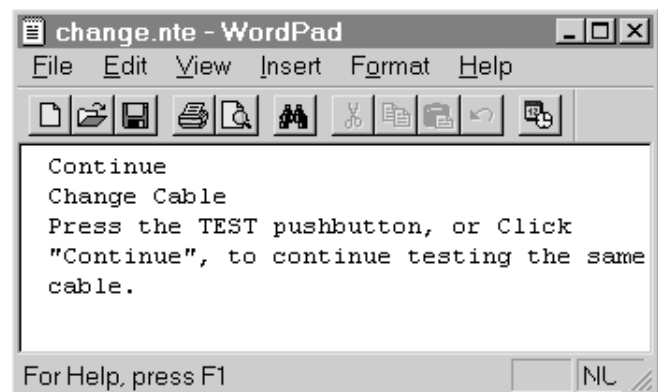 change.nte - WordPad
File Edit View Insert Format Help
Continue
Change Cable
Press the TEST pushbutton, or Click
"Continue", to continue testing the same
cable.
For Help, press F1